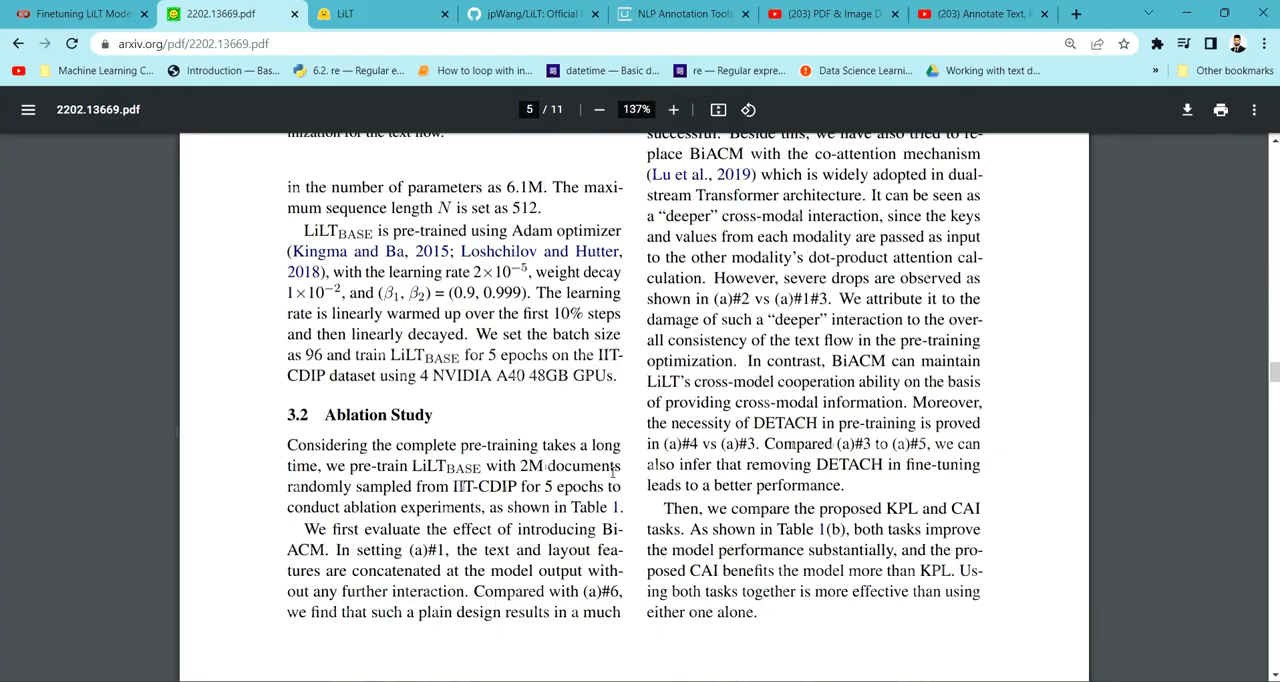 Finetuning LiLT Mode
2202.13669.pdf
LiLT
jpWang/LiLT: Official
NLP Annotation Tools
(203) PDF & Image D
(203) Annotate Text,
arxiv.org/pdf/2202.13669.pdf
Machine Learning C...
Introduction — Bas...
6.2. re — Regular e...
How to loop with in...
datetime — Basic d...
re — Regular expre...
Data Science Learni...
Working with text d...
»
Other bookmarks
2202.13669.pdf
5 / 11
137%
mization for the text flow.
in the number of parameters as 6.1M. The maxi-
mum sequence length N is set as 512.
LiLTBASE is pre-trained using Adam optimizer
(Kingma and Ba, 2015; Loshchilov and Hutter,
2018), with the learning rate 2×10⁻⁵, weight decay
1×10⁻², and (β₁, β₂) = (0.9, 0.999). The learning
rate is linearly warmed up over the first 10% steps
and then linearly decayed. We set the batch size
as 96 and train LiLTBASE for 5 epochs on the IIT-
CDIP dataset using 4 NVIDIA A40 48GB GPUs.
3.2 Ablation Study
Considering the complete pre-training takes a long
time, we pre-train LiLTBASE with 2M documents
randomly sampled from IIT-CDIP for 5 epochs to
conduct ablation experiments, as shown in Table 1.
We first evaluate the effect of introducing Bi-
ACM. In setting (a)#1, the text and layout fea-
tures are concatenated at the model output with-
out any further interaction. Compared with (a)#6,
we find that such a plain design results in a much
successful. Beside this, we have also tried to re-
place BiACM with the co-attention mechanism
(Lu et al., 2019) which is widely adopted in dual-
stream Transformer architecture. It can be seen as
a “deeper” cross-modal interaction, since the keys
and values from each modality are passed as input
to the other modality's dot-product attention cal-
culation. However, severe drops are observed as
shown in (a)#2 vs (a)#1#3. We attribute it to the
damage of such a “deeper” interaction to the over-
all consistency of the text flow in the pre-training
optimization. In contrast, BiACM can maintain
LiLT's cross-model cooperation ability on the basis
of providing cross-modal information. Moreover,
the necessity of DETACH in pre-training is proved
in (a)#4 vs (a)#3. Compared (a)#3 to (a)#5, we can
also infer that removing DETACH in fine-tuning
leads to a better performance.
Then, we compare the proposed KPL and CAI
tasks. As shown in Table 1(b), both tasks improve
the model performance substantially, and the pro-
posed CAI benefits the model more than KPL. Us-
ing both tasks together is more effective than using
either one alone.